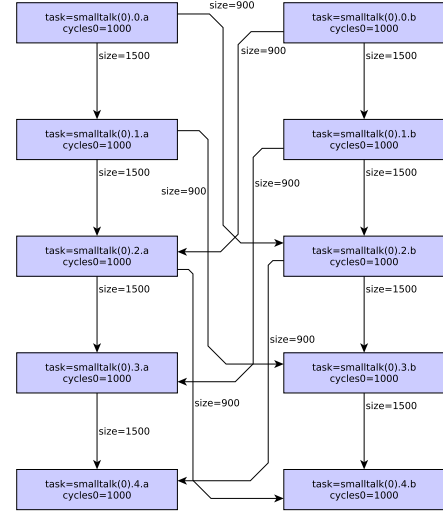 size=900
task=smalltalk(0).0.a
cycles0=1000
task=smalltalk(0).0.b
cycles0=1000
size=900
size=1500
size=1500
task=smalltalk(0).1.a
cycles0=1000
task=smalltalk(0).1.b
cycles0=1000
size=1500
size=1500
size=900
size=900
task=smalltalk(0).2.a
cycles0=1000
task=smalltalk(0).2.b
cycles0=1000
size=1500
size=1500
size=900
task=smalltalk(0).3.a
cycles0=1000
task=smalltalk(0).3.b
cycles0=1000
size=900
size=1500
size=1500
task=smalltalk(0).4.a
cycles0=1000
task=smalltalk(0).4.b
cycles0=1000